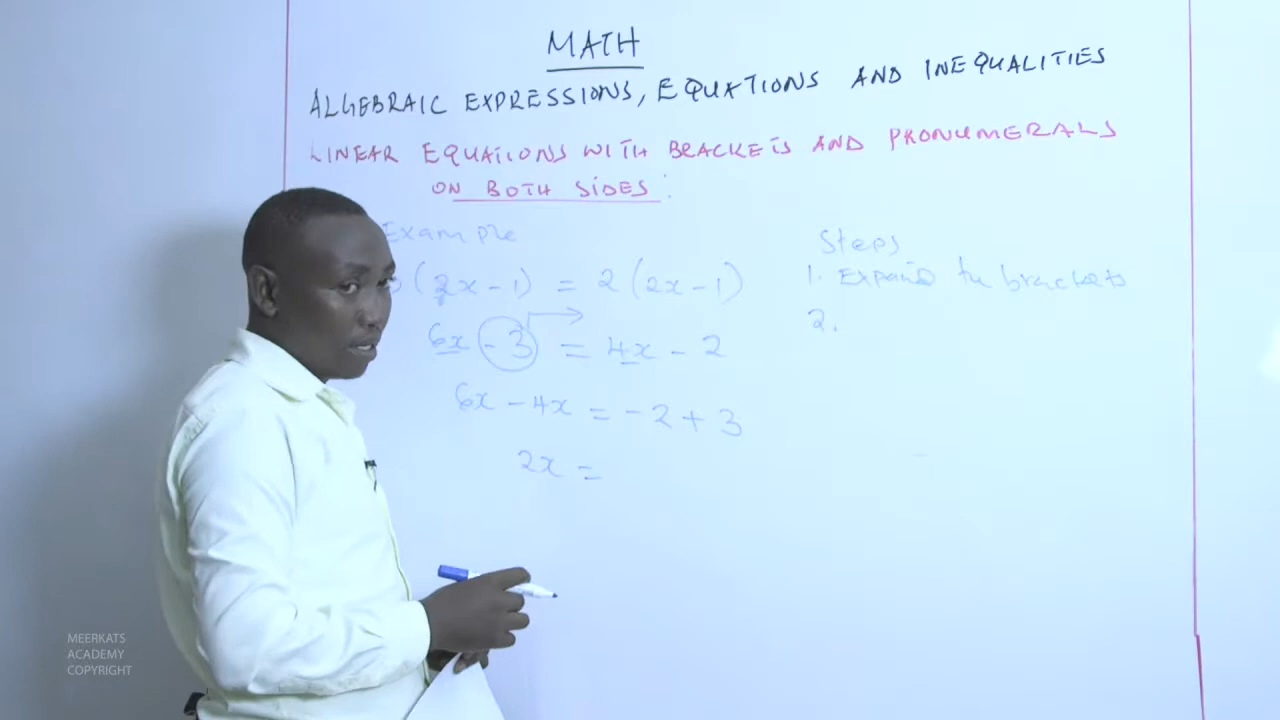 MATH
ALGEBRAIC EXPRESSIONS, EQUATIONS AND INEQUALITIES
LINEAR EQUATIONS WITH BRACKETS AND PRONUMERALS
ON BOTH SIDES:
Example
3(2x-1) = 2(2x-1)
6x - 3 = 4x - 2
6x - 4x = -2 + 3
2x =
Steps
1. Expand the brackets
2.
MEERKATS
ACADEMY
COPYRIGHT